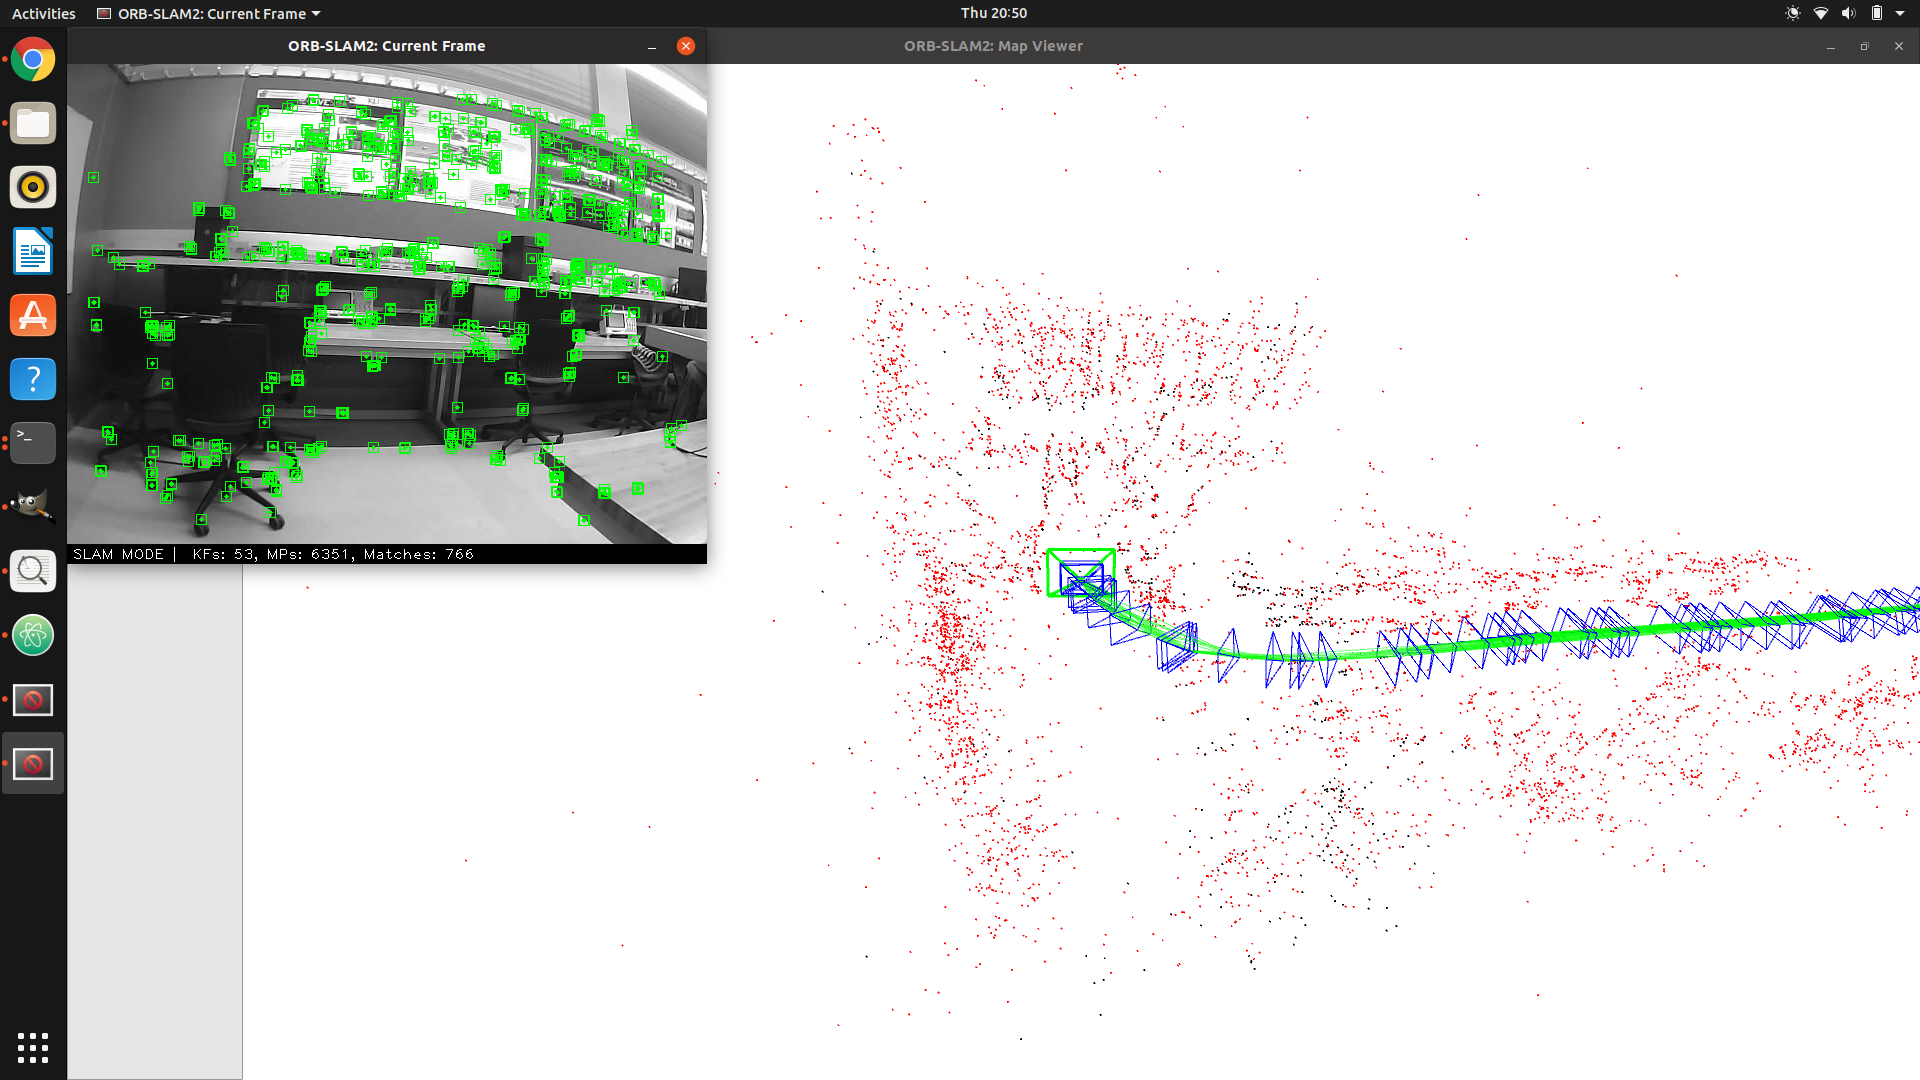 Activities
ORB-SLAM2: Current Frame
Thu 20:50
ORB-SLAM2: Current Frame
ORB-SLAM2: Map Viewer
SLAM MODE | KFs: 53, MPs: 6351, Matches: 766